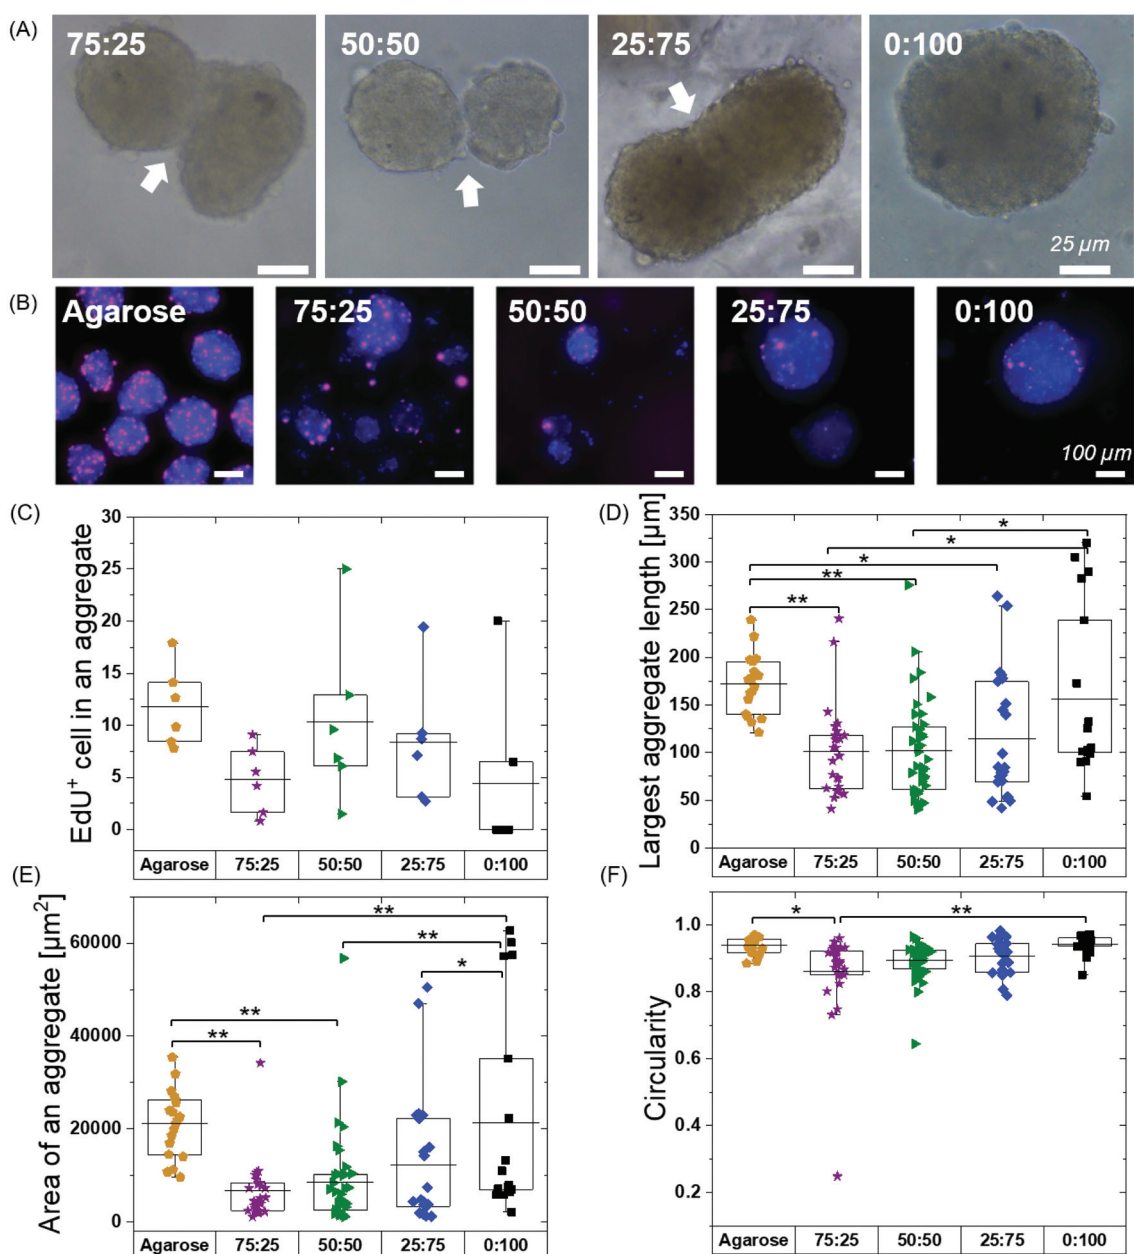 (A)
75:25
50:50
25:75
0:100
25 µm
(B)
Agarose
75:25
50:50
25:75
0:100
100 µm
(C)
EdU⁺ cell in an aggregate
30
25
20
15
10
5
0
Agarose 75:25 50:50 25:75 0:100
(D)
Largest aggregate length [µm]
350
300
250
200
150
100
50
0
*
*
*
**
**
Agarose 75:25 50:50 25:75 0:100
(E)
Area of an aggregate [µm²]
60000
40000
20000
0
**
**
*
**
**
Agarose 75:25 50:50 25:75 0:100
(F)
Circularity
1.0
0.8
0.6
0.4
0.2
*
**
Agarose 75:25 50:50 25:75 0:100